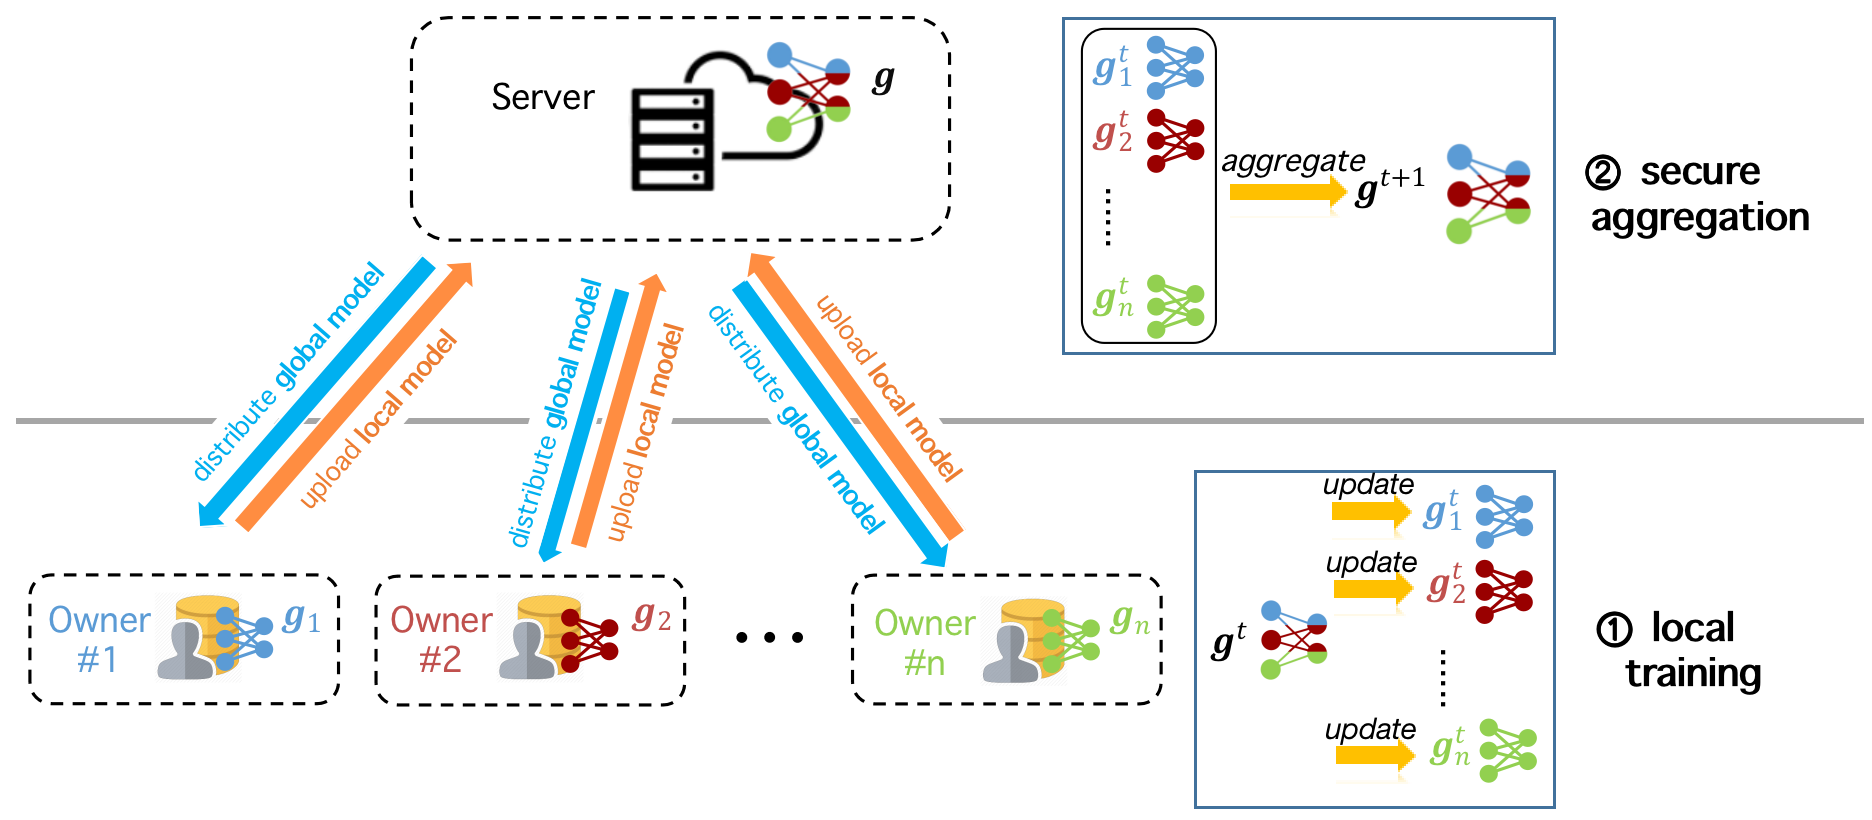 Server
g
g_1^t
g_2^t
g_n^t
aggregate
g^{t+1}
② secure
aggregation
distribute global model
upload local model
distribute global model
upload local model
distribute global model
upload local model
Owner
#1
g_1
Owner
#2
g_2
• • •
Owner
#n
g_n
g^t
update
g_1^t
update
g_2^t
update
g_n^t
① local
training